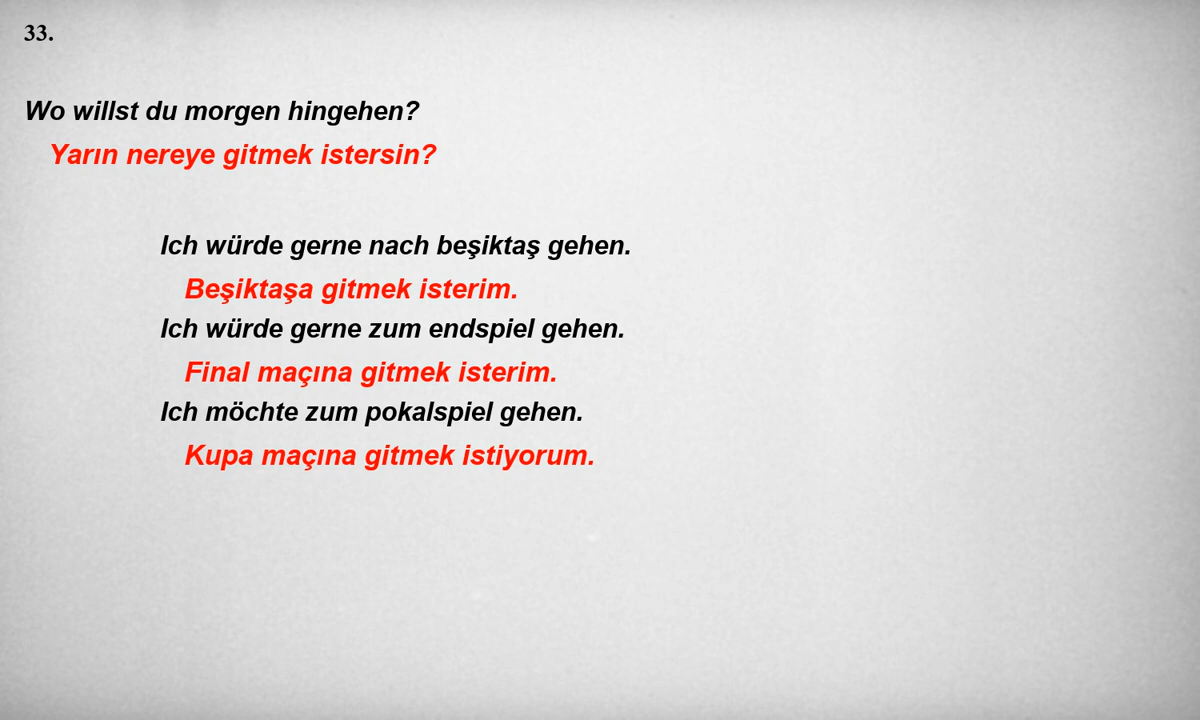 33.
Wo willst du morgen hingehen?
Yarın nereye gitmek istersin?
Ich würde gerne nach beşiktaş gehen.
Beşiktaşa gitmek isterim.
Ich würde gerne zum endspiel gehen.
Final maçına gitmek isterim.
Ich möchte zum pokalspiel gehen.
Kupa maçına gitmek istiyorum.